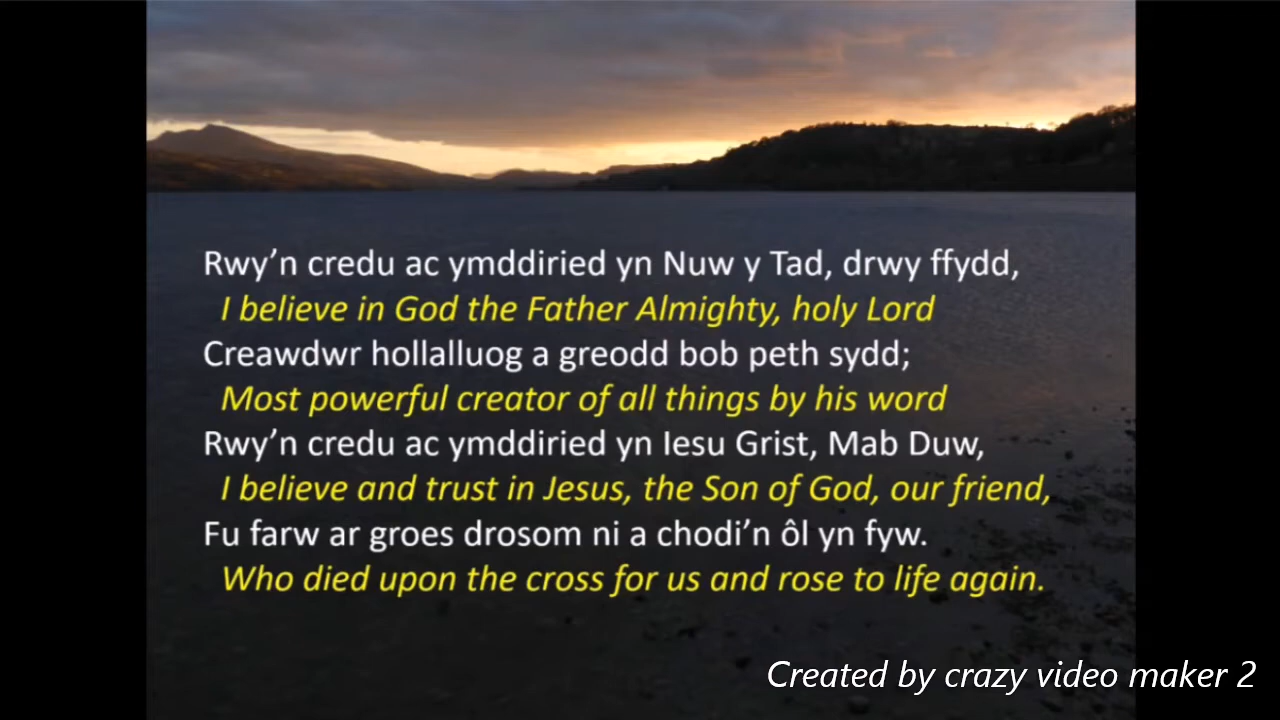 Rwy’n credu ac ymddiried yn Nuw y Tad, drwy ffydd,
I believe in God the Father Almighty, holy Lord
Creawdwr hollalluog a greodd bob peth sydd;
Most powerful creator of all things by his word
Rwy’n credu ac ymddiried yn Iesu Grist, Mab Duw,
I believe and trust in Jesus, the Son of God, our friend,
Fu farw ar groes drosom ni a chodi’n ôl yn fyw.
Who died upon the cross for us and rose to life again.
Created by crazy video maker 2